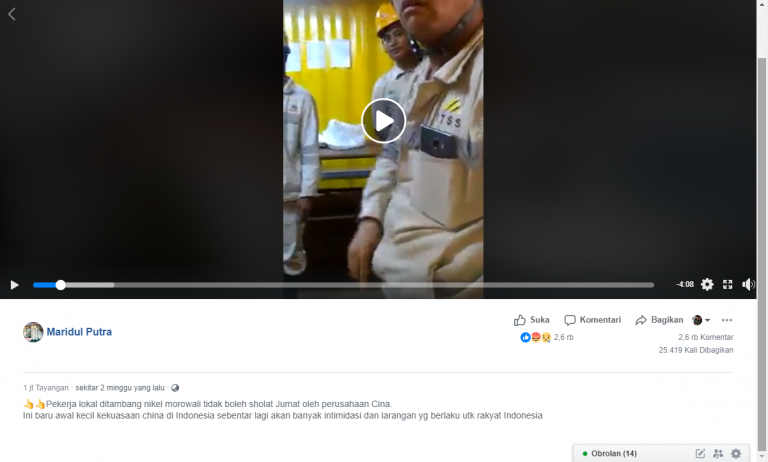 TSS
-4:08
Maridul Putra
Suka Komentari Bagikan
2,6 rb 2,6 rb Komentar
25.419 Kali Dibagikan
1 jt Tayangan · sekitar 2 minggu yang lalu ·
👆👆Pekerja lokal ditambang nikel morowali tidak boleh sholat Jumat oleh perusahaan Cina.
Ini baru awal kecil kekuasaan china di Indonesia sebentar lagi akan banyak intimidasi dan larangan yg berlaku utk rakyat Indonesia
Obrolan (14)